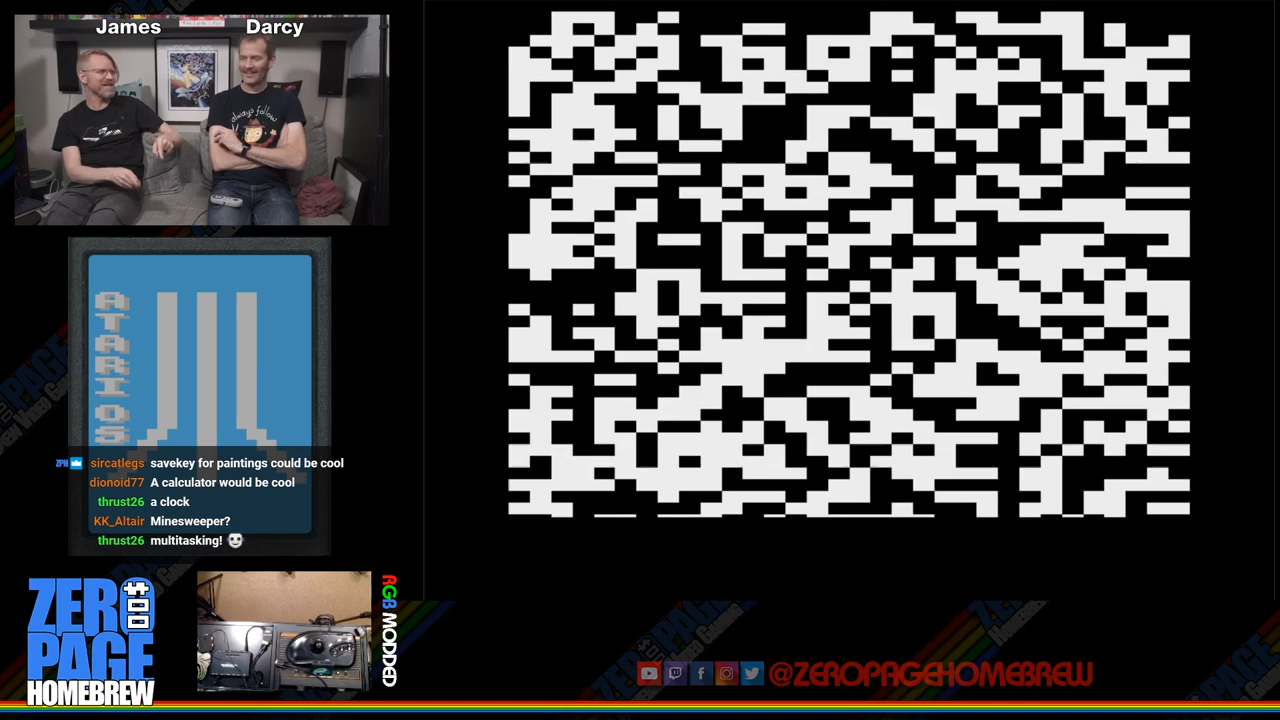 James
Darcy
ATARI OS
sircatlegs savekey for paintings could be cool
dionoid77 A calculator would be cool
thrust26 a clock
KK_Altair Minesweeper?
thrust26 multitasking!
ZERO
PAGE
HOMEBREW
RGB MODDED
@ZEROPAGEHOMEBREW